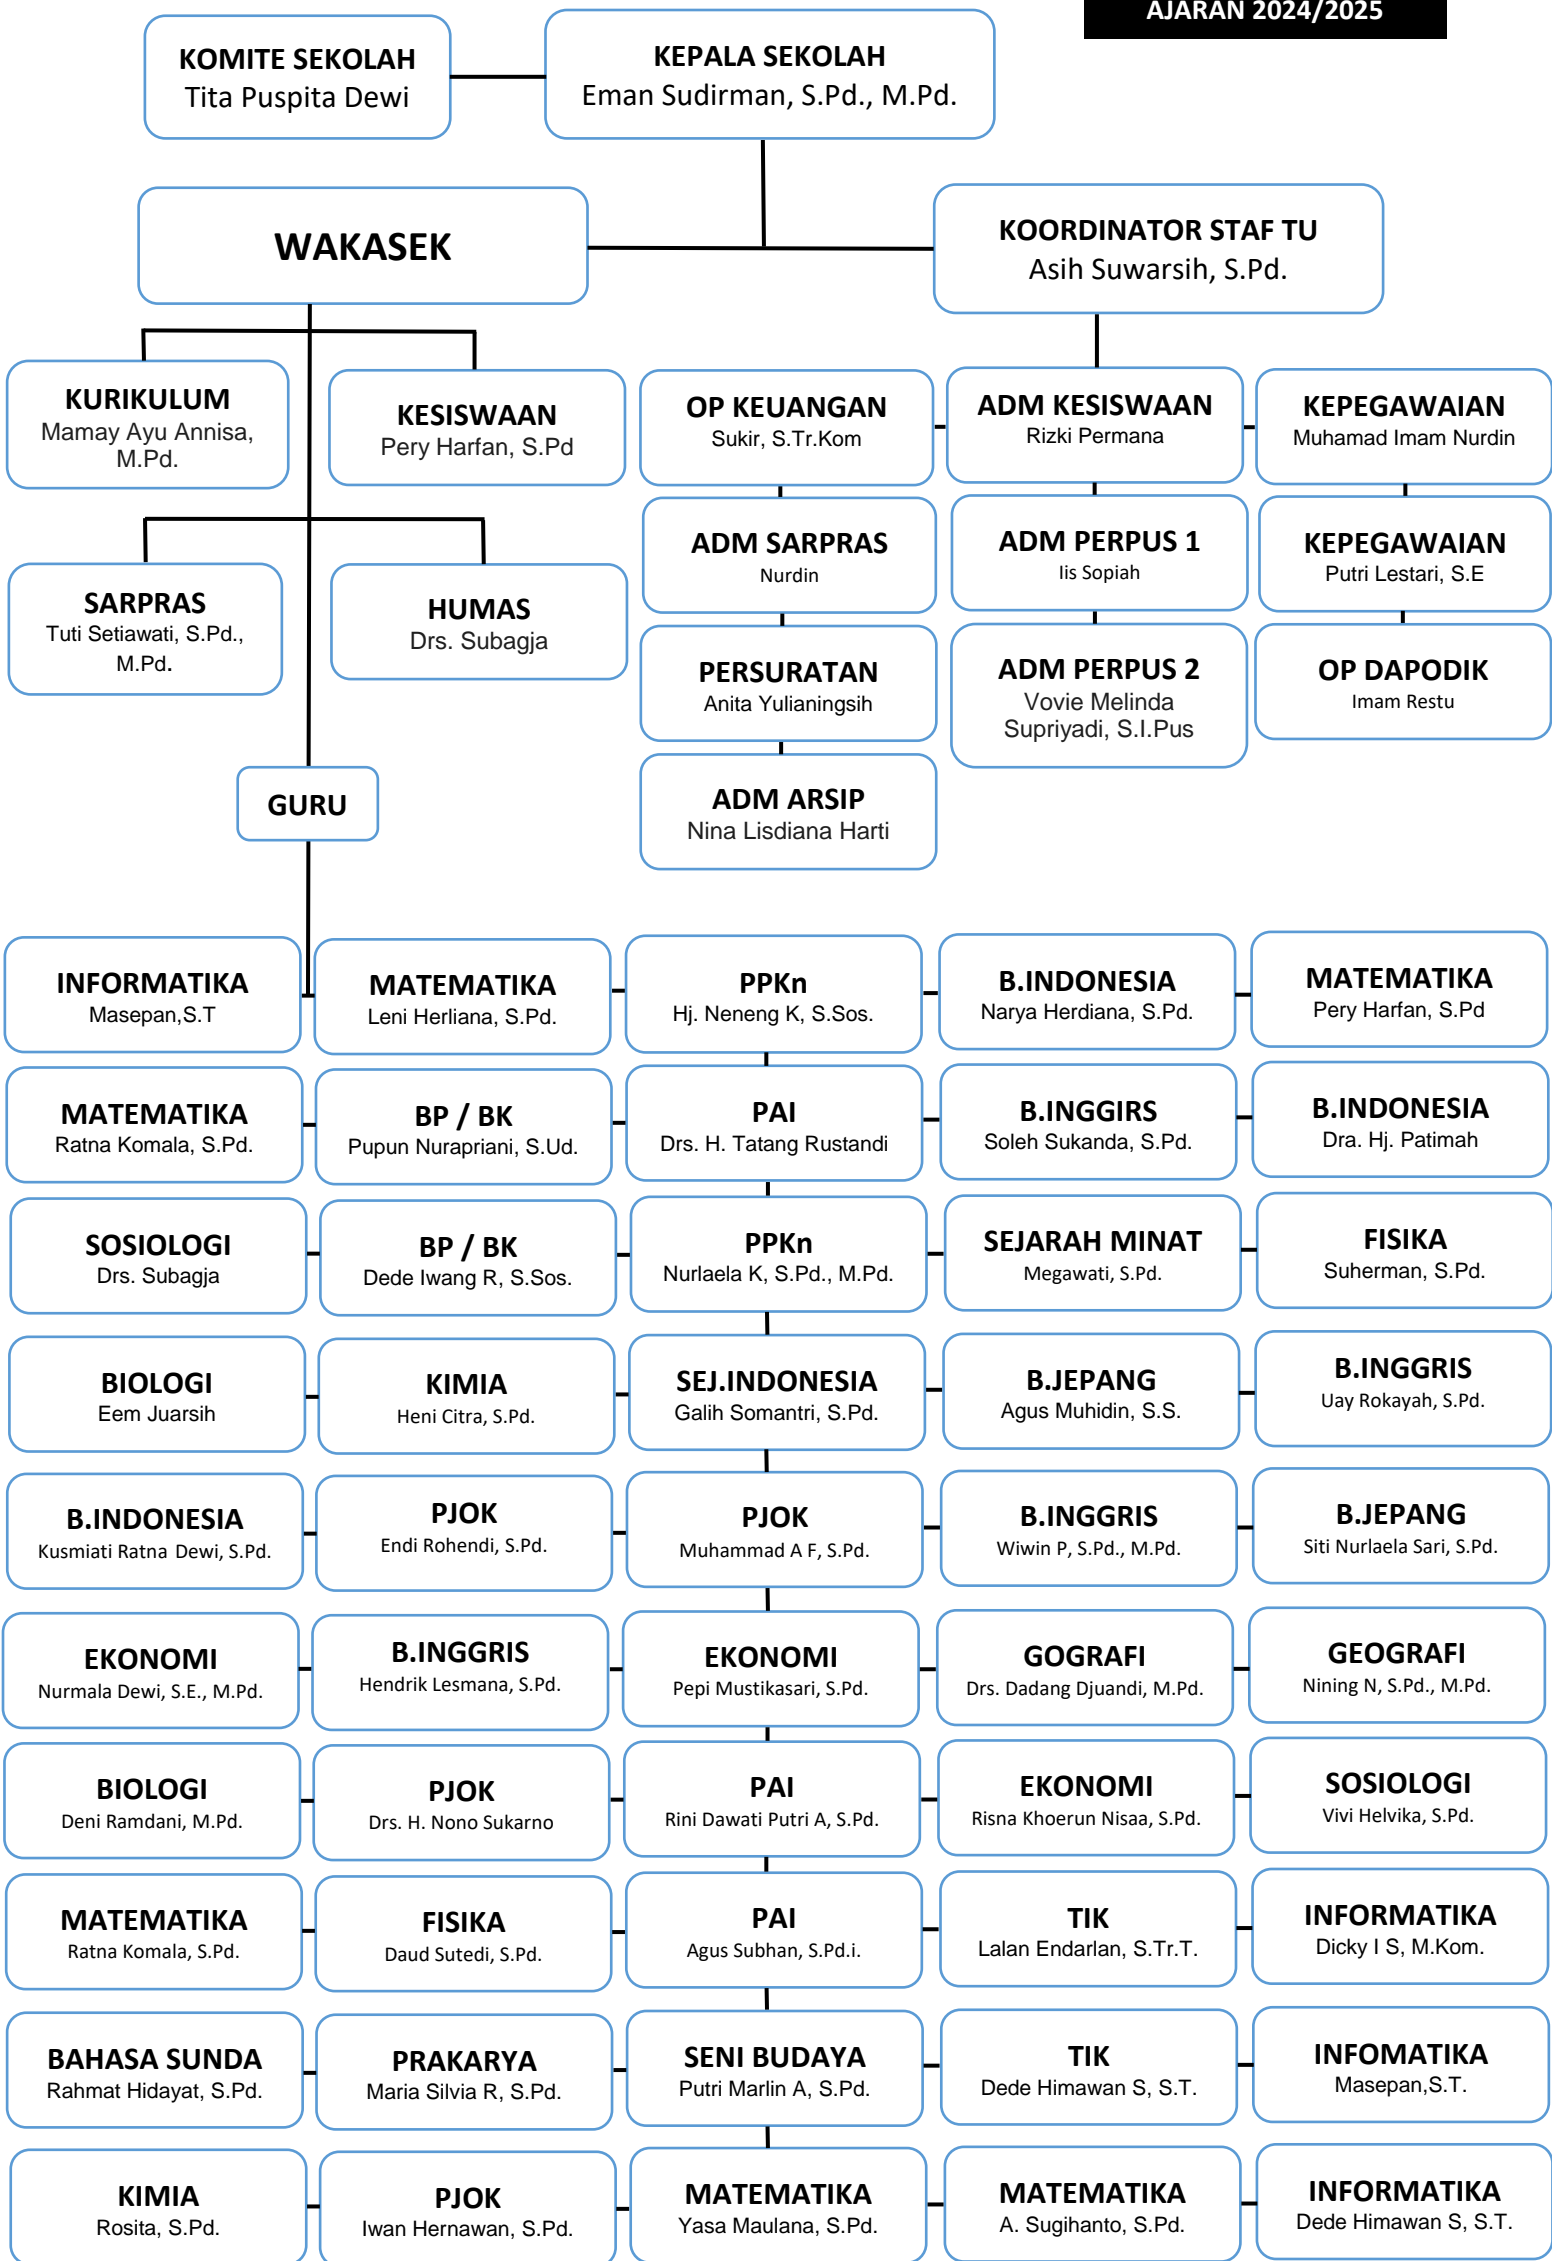 AJARAN 2024/2025
KOMITE SEKOLAH
Tita Puspita Dewi
KEPALA SEKOLAH
Eman Sudirman, S.Pd., M.Pd.
WAKASEK
KOORDINATOR STAF TU
Asih Suwarsih, S.Pd.
KURIKULUM
Mamay Ayu Annisa,
M.Pd.
KESISWAAN
Pery Harfan, S.Pd
OP KEUANGAN
Sukir, S.Tr.Kom
ADM KESISWAAN
Rizki Permana
KEPEGAWAIAN
Muhamad Imam Nurdin
ADM SARPRAS
Nurdin
ADM PERPUS 1
Iis Sopiah
KEPEGAWAIAN
Putri Lestari, S.E
SARPRAS
Tuti Setiawati, S.Pd.,
M.Pd.
HUMAS
Drs. Subagja
PERSURATAN
Anita Yulianingsih
ADM PERPUS 2
Vovie Melinda
Supriyadi, S.I.Pus
OP DAPODIK
Imam Restu
GURU
ADM ARSIP
Nina Lisdiana Harti
INFORMATIKA
Masepan,S.T
MATEMATIKA
Leni Herliana, S.Pd.
PPKn
Hj. Neneng K, S.Sos.
B.INDONESIA
Narya Herdiana, S.Pd.
MATEMATIKA
Pery Harfan, S.Pd
MATEMATIKA
Ratna Komala, S.Pd.
BP / BK
Pupun Nurapriani, S.Ud.
PAI
Drs. H. Tatang Rustandi
B.INGGIRS
Soleh Sukanda, S.Pd.
B.INDONESIA
Dra. Hj. Patimah
SOSIOLOGI
Drs. Subagja
BP / BK
Dede Iwang R, S.Sos.
PPKn
Nurlaela K, S.Pd., M.Pd.
SEJARAH MINAT
Megawati, S.Pd.
FISIKA
Suherman, S.Pd.
BIOLOGI
Eem Juarsih
KIMIA
Heni Citra, S.Pd.
SEJ.INDONESIA
Galih Somantri, S.Pd.
B.JEPANG
Agus Muhidin, S.S.
B.INGGRIS
Uay Rokayah, S.Pd.
B.INDONESIA
Kusmiati Ratna Dewi, S.Pd.
PJOK
Endi Rohendi, S.Pd.
PJOK
Muhammad A F, S.Pd.
B.INGGRIS
Wiwin P, S.Pd., M.Pd.
B.JEPANG
Siti Nurlaela Sari, S.Pd.
EKONOMI
Nurmala Dewi, S.E., M.Pd.
B.INGGRIS
Hendrik Lesmana, S.Pd.
EKONOMI
Pepi Mustikasari, S.Pd.
GOGRAFI
Drs. Dadang Djuandi, M.Pd.
GEOGRAFI
Nining N, S.Pd., M.Pd.
BIOLOGI
Deni Ramdani, M.Pd.
PJOK
Drs. H. Nono Sukarno
PAI
Rini Dawati Putri A, S.Pd.
EKONOMI
Risna Khoerun Nisaa, S.Pd.
SOSIOLOGI
Vivi Helvika, S.Pd.
MATEMATIKA
Ratna Komala, S.Pd.
FISIKA
Daud Sutedi, S.Pd.
PAI
Agus Subhan, S.Pd.i.
TIK
Lalan Endarlan, S.Tr.T.
INFORMATIKA
Dicky I S, M.Kom.
BAHASA SUNDA
Rahmat Hidayat, S.Pd.
PRAKARYA
Maria Silvia R, S.Pd.
SENI BUDAYA
Putri Marlin A, S.Pd.
TIK
Dede Himawan S, S.T.
INFOMATIKA
Masepan,S.T.
KIMIA
Rosita, S.Pd.
PJOK
Iwan Hernawan, S.Pd.
MATEMATIKA
Yasa Maulana, S.Pd.
MATEMATIKA
A. Sugihanto, S.Pd.
INFORMATIKA
Dede Himawan S, S.T.